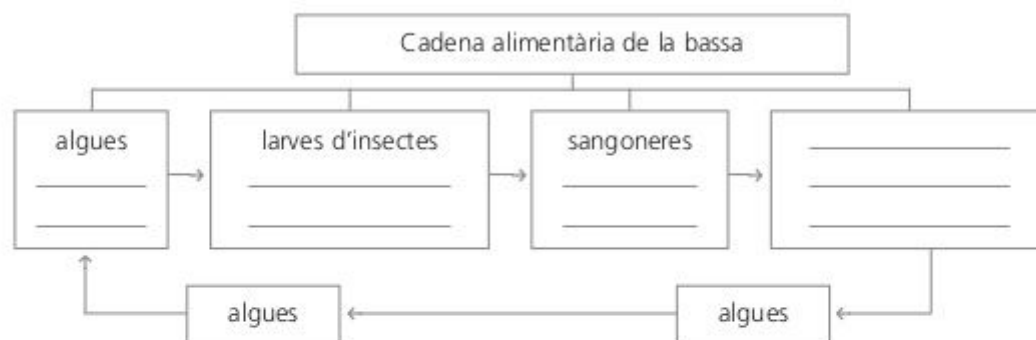 Cadena alimentària de la bassa
algues
larves d'insectes
sangoneres
algues
algues